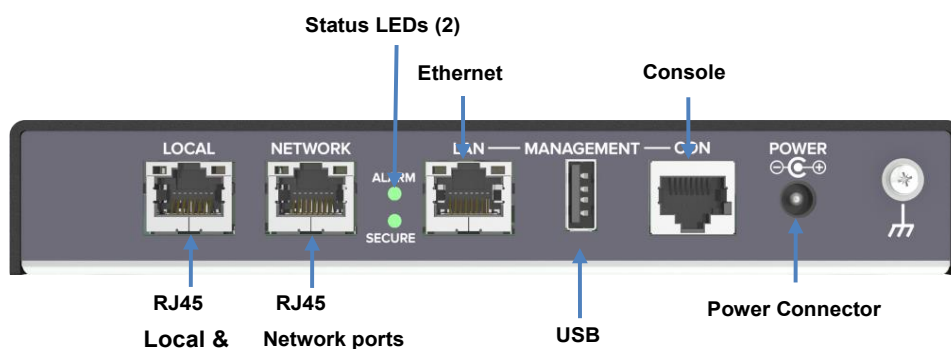 Status LEDs (2)
Ethernet
Console
LOCAL
NETWORK
LAN
MANAGEMENT
CON
POWER
ALARM
SECURE
RJ45
RJ45
Local &
Network ports
USB
Power Connector